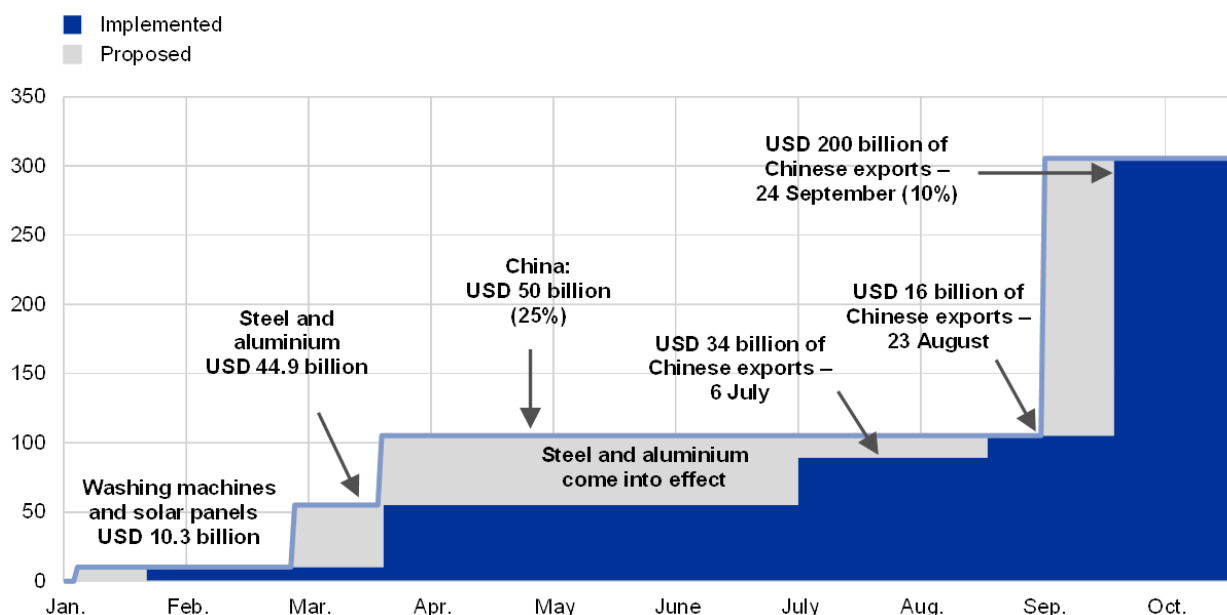 Implemented
Proposed
350
300
250
200
150
100
50
0
USD 200 billion of
Chinese exports –
24 September (10%)
China:
USD 50 billion
(25%)
USD 16 billion of
Chinese exports –
23 August
Steel and
aluminium
USD 44.9 billion
USD 34 billion of
Chinese exports –
6 July
Steel and aluminium
come into effect
Washing machines
and solar panels
USD 10.3 billion
Jan.
Feb.
Mar.
Apr.
May
June
July
Aug.
Sep.
Oct.